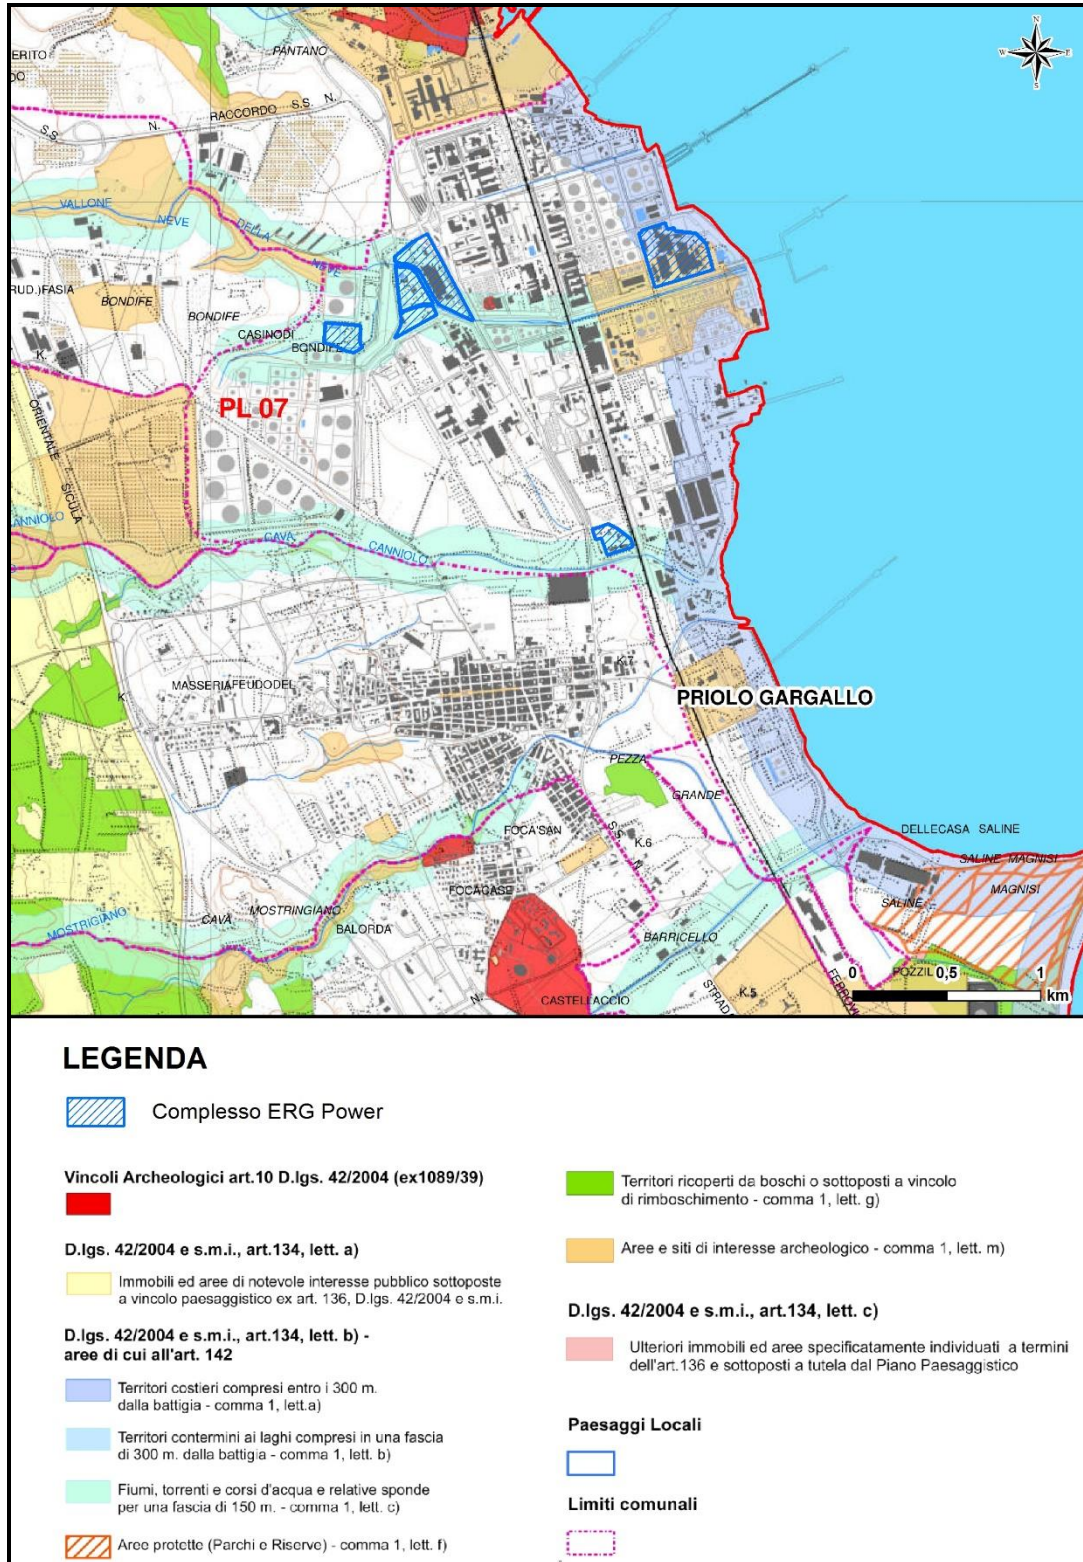 N
W E
S
ERITO
DO
PANTANO
RACCORDO S.S. N.
S.S. N.
VALLONE
NEVE
DELLA
NEVE
RUD.)FASIA
BONDIFE
BONDIFE
CASINODI
BONDIFE
K.
PL 07
ORIENTALE
SICULA
ANNIOLO
CAVA
CANNIOLO
MASSERIAFEUDODEL
K
K.7
PRIOLO GARGALLO
PEZZA
GRANDE
FOCA'SAN
S.S. N.
K.6
DELLECASA SALINE
SALINE MAGNISI
MAGNISI
SALINE
FOCACASE
MOSTRINGIANO
CAVA
MOSTRIGIANO
BALORDA
BARRICELLO
POZZIL
0 0,5 1
km
K.5
STRAD
FERROVI
N.
CASTELLACCIO
LEGENDA
Complesso ERG Power
Vincoli Archeologici art.10 D.lgs. 42/2004 (ex1089/39)
D.lgs. 42/2004 e s.m.i., art.134, lett. a)
Immobili ed aree di notevole interesse pubblico sottoposte
a vincolo paesaggistico ex art. 136, D.lgs. 42/2004 e s.m.i.
D.lgs. 42/2004 e s.m.i., art.134, lett. b) -
aree di cui all'art. 142
Territori costieri compresi entro i 300 m.
dalla battigia - comma 1, lett.a)
Territori contermini ai laghi compresi in una fascia
di 300 m. dalla battigia - comma 1, lett. b)
Fiumi, torrenti e corsi d'acqua e relative sponde
per una fascia di 150 m. - comma 1, lett. c)
Aree protette (Parchi e Riserve) - comma 1, lett. f)
Territori ricoperti da boschi o sottoposti a vincolo
di rimboschimento - comma 1, lett. g)
Aree e siti di interesse archeologico - comma 1, lett. m)
D.lgs. 42/2004 e s.m.i., art.134, lett. c)
Ulteriori immobili ed aree specificatamente individuati a termini
dell'art.136 e sottoposti a tutela dal Piano Paesaggistico
Paesaggi Locali
Limiti comunali